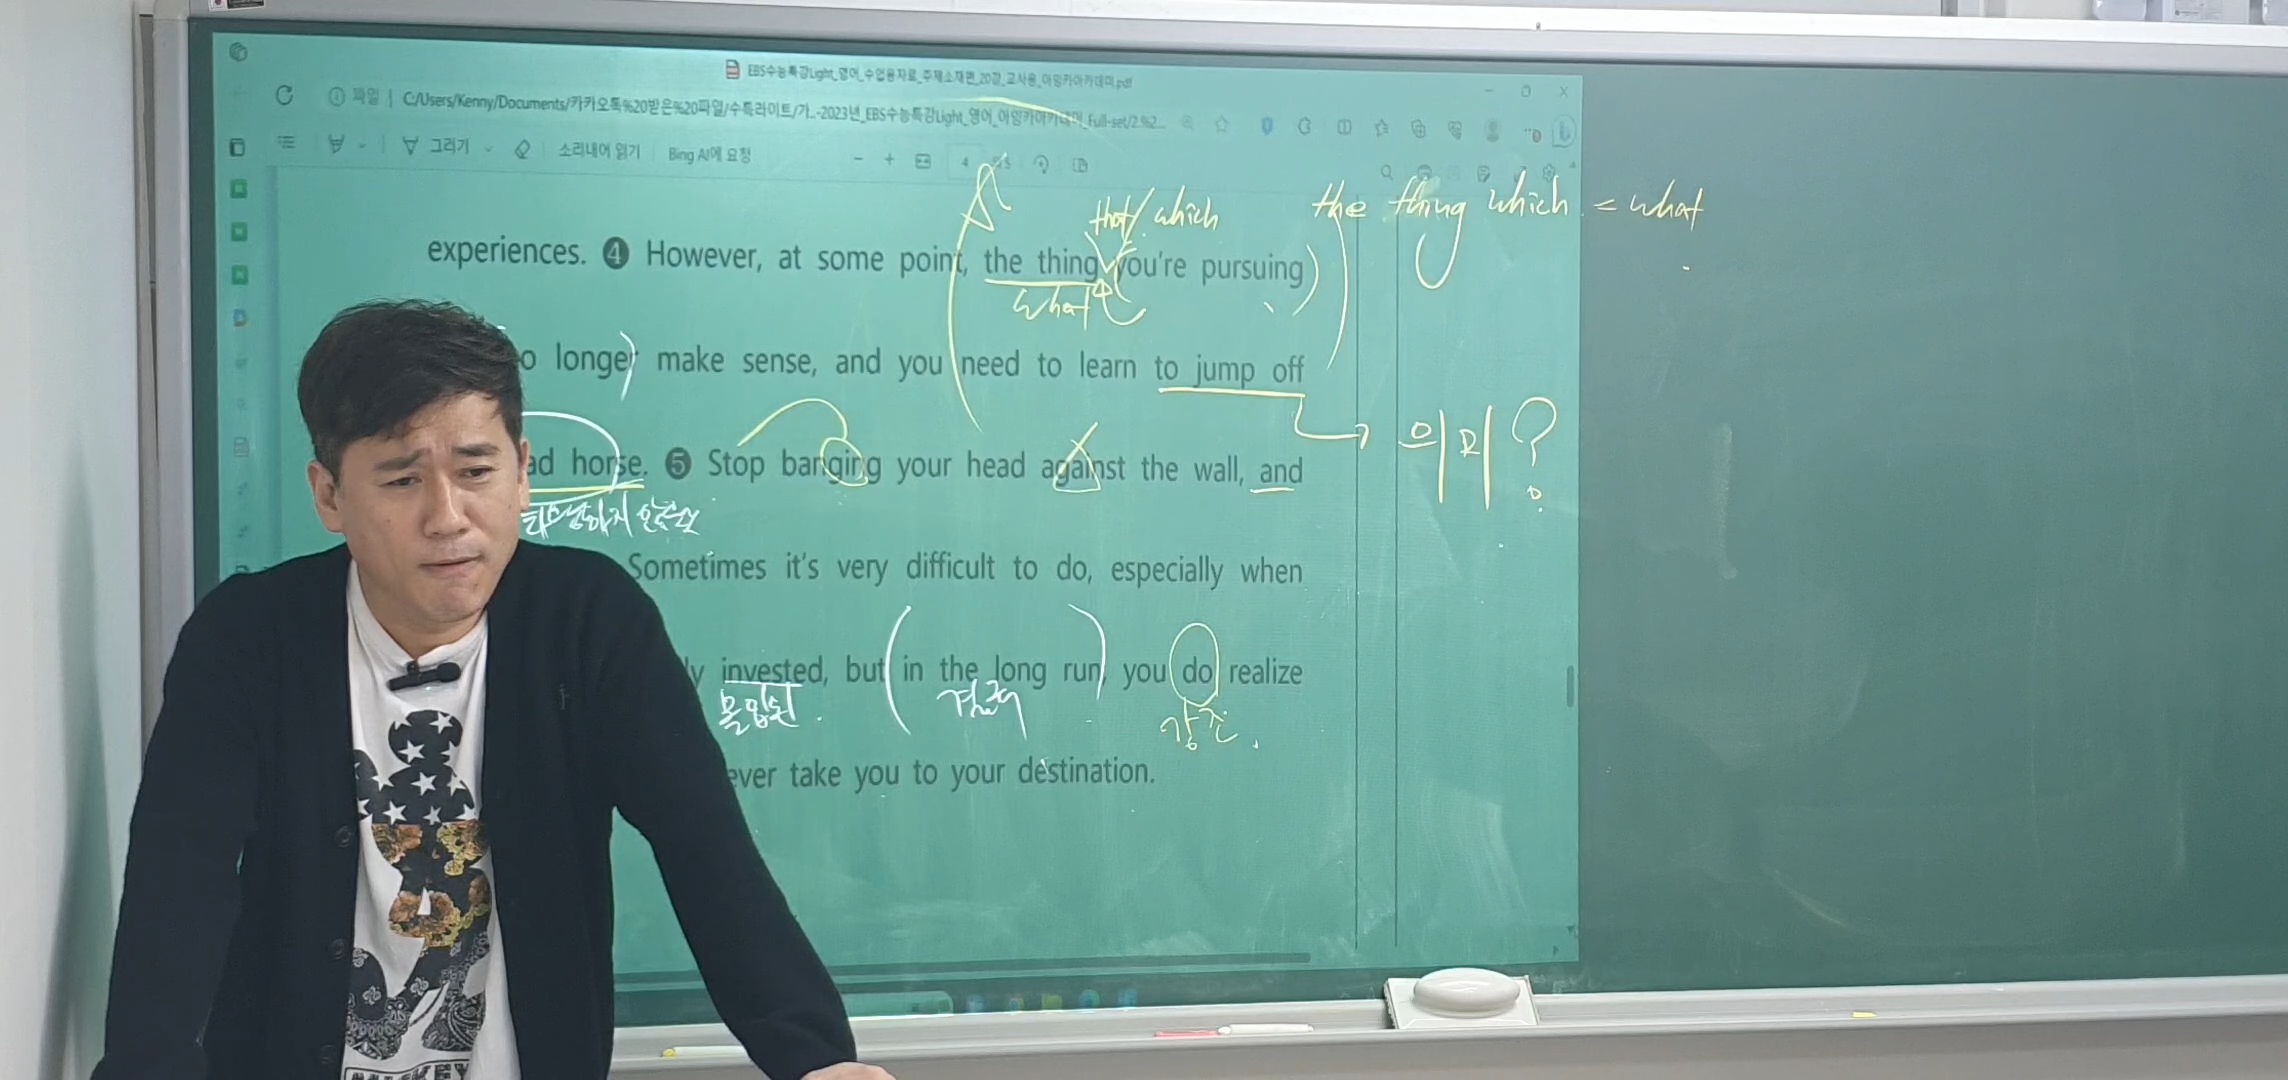 EBS수능특강Light_영어_수업용자료_주제소재편_20강_교사용_아잉카아카데미.pdf
파일 | C:/Users/Kenny/Documents/카카오톡%20받은%20파일/수특라이트/가..-2023년_EBS수능특강Light_영어_아잉카아카데미_Full-set/2.%2...
그리기 소리내어 읽기 | Bing AI에 요청 4
that/which the thing which = what
experiences. ❹ However, at some point, the thing you're pursuing
what
longer make sense, and you need to learn to jump off
의미?
horse. ❺ Stop banging your head against the wall, and
Sometimes it's very difficult to do, especially when
invested, but in the long run, you do realize
몰입된. 결국 강조.
take you to your destination.